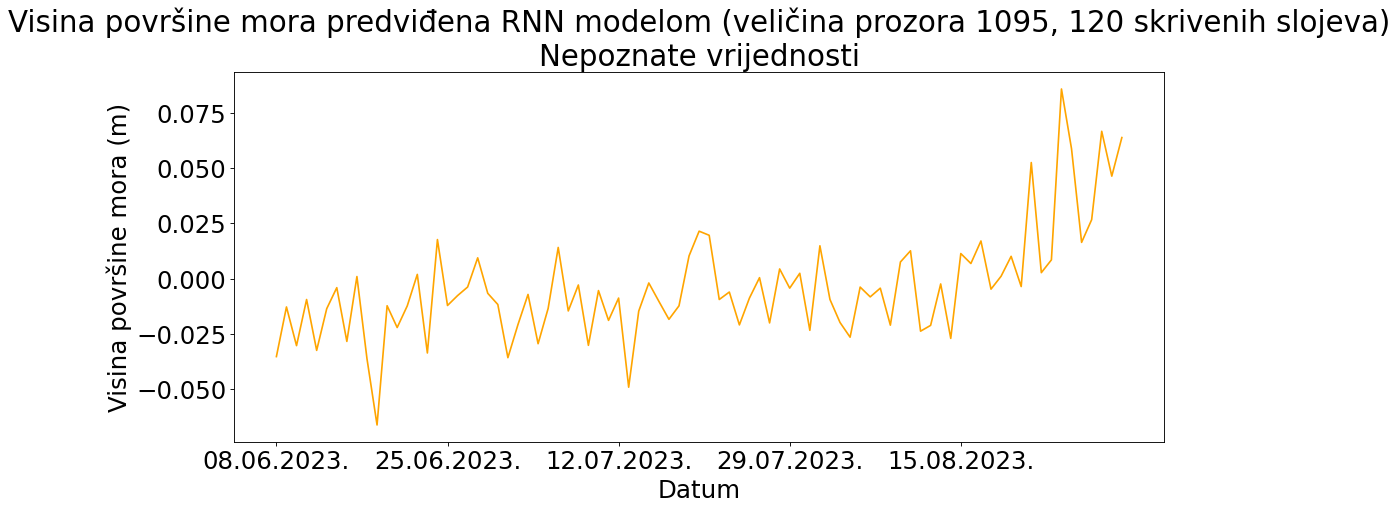 Visina površine mora predviđena RNN modelom (veličina prozora 1095, 120 skrivenih slojeva)
Nepoznate vrijednosti
Visina površine mora (m)
0.075
0.050
0.025
0.000
−0.025
−0.050
08.06.2023. 25.06.2023. 12.07.2023. 29.07.2023. 15.08.2023.
Datum